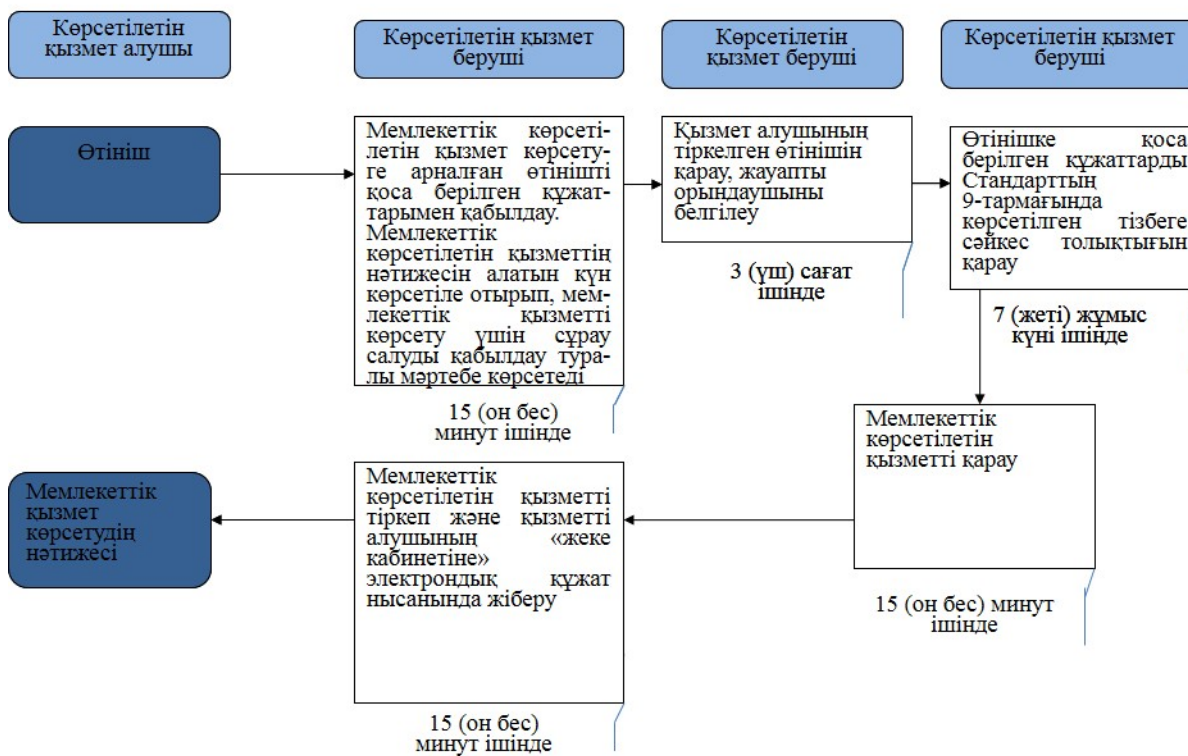 Көрсетілетін
қызмет алушы
Көрсетілетін қызмет
беруші
Көрсетілетін
қызмет беруші
Көрсетілетін қызмет
беруші
Өтініш
Мемлекеттік көрсеті-
летін қызмет көрсету-
ге арналған өтінішті
қоса берілген құжат-
тарымен қабылдау.
Мемлекеттік
көрсетілетін қызметтің
нәтижесін алатын күн
көрсетіле отырып, мем-
лекеттік қызметті
көрсету үшін сұрау
салуды қабылдау тура-
лы мәртебе көрсетеді
15 (он бес)
минут ішінде
Қызмет алушының
тіркелген өтінішін
қарау, жауапты
орындаушыны
белгілеу
3 (үш) сағат
ішінде
Өтінішке қоса
берілген құжаттарды
Стандарттың
9-тармағында
көрсетілген тізбеге
сәйкес толықтығын
қарау
7 (жеті) жұмыс
күні ішінде
Мемлекеттік
көрсетілетін
қызметті қарау
15 (он бес) минут
ішінде
Мемлекеттік
көрсетілетін қызметті
тіркеп және қызметті
алушының «жеке
кабинетіне»
электрондық құжат
нысанында жіберу
15 (он бес)
минут ішінде
Мемлекеттік
қызмет
көрсетудің
нәтижесі